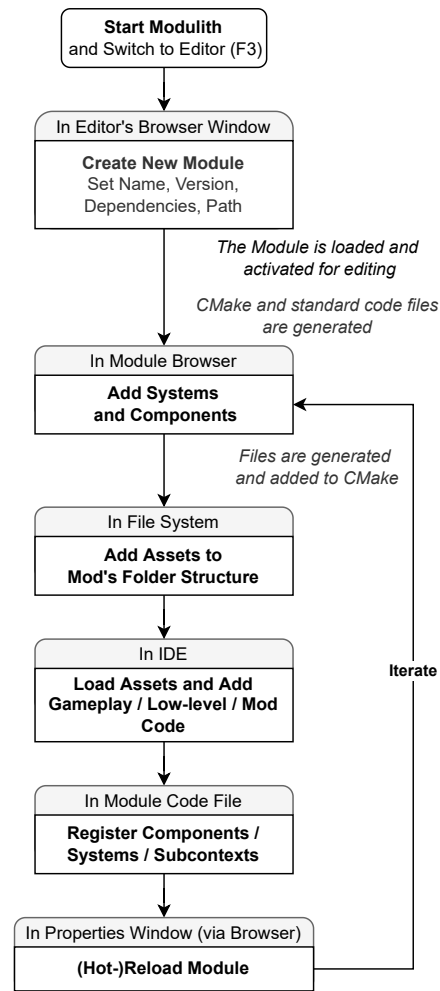 Start Modulith
and Switch to Editor (F3)
In Editor's Browser Window
Create New Module
Set Name, Version,
Dependencies, Path
The Module is loaded and
activated for editing
CMake and standard code files
are generated
In Module Browser
Add Systems
and Components
Files are generated
and added to CMake
In File System
Add Assets to
Mod's Folder Structure
In IDE
Load Assets and Add
Gameplay / Low-level / Mod
Code
Iterate
In Module Code File
Register Components /
Systems / Subcontexts
In Properties Window (via Browser)
(Hot-)Reload Module